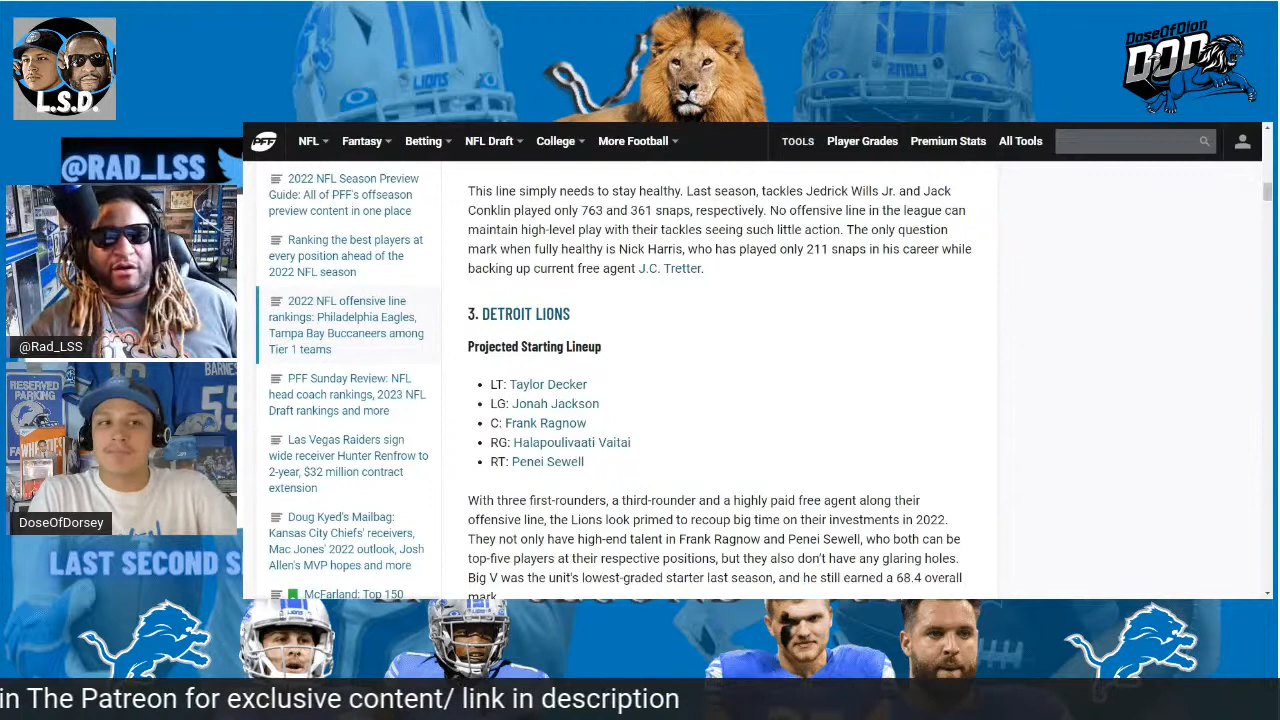 L.S.D.
DoseOfDion
DOD
@RAD_LSS
PFF
NFL
Fantasy
Betting
NFL Draft
College
More Football
TOOLS
Player Grades
Premium Stats
All Tools
2022 NFL Season Preview
Guide: All of PFF's offseason
preview content in one place
Ranking the best players at
every position ahead of the
2022 NFL season
2022 NFL offensive line
rankings: Philadelphia Eagles,
Tampa Bay Buccaneers among
Tier 1 teams
PFF Sunday Review: NFL
head coach rankings, 2023 NFL
Draft rankings and more
Las Vegas Raiders sign
wide receiver Hunter Renfrow to
2-year, $32 million contract
extension
Doug Kyed's Mailbag:
Kansas City Chiefs' receivers,
Mac Jones' 2022 outlook, Josh
Allen's MVP hopes and more
McFarland: Top 150
This line simply needs to stay healthy. Last season, tackles Jedrick Wills Jr. and Jack
Conklin played only 763 and 361 snaps, respectively. No offensive line in the league can
maintain high-level play with their tackles seeing such little action. The only question
mark when fully healthy is Nick Harris, who has played only 211 snaps in his career while
backing up current free agent J.C. Tretter.
3. DETROIT LIONS
Projected Starting Lineup
• LT: Taylor Decker
• LG: Jonah Jackson
• C: Frank Ragnow
• RG: Halapoulivaati Vaitai
• RT: Penei Sewell
With three first-rounders, a third-rounder and a highly paid free agent along their
offensive line, the Lions look primed to recoup big time on their investments in 2022.
They not only have high-end talent in Frank Ragnow and Penei Sewell, who both can be
top-five players at their respective positions, but they also don't have any glaring holes.
Big V was the unit's lowest-graded starter last season, and he still earned a 68.4 overall
mark.
@Rad_LSS
RESERVED
PARKING
BARNES
55
DoseOfDorsey
LAST SECOND S
in The Patreon for exclusive content/ link in description